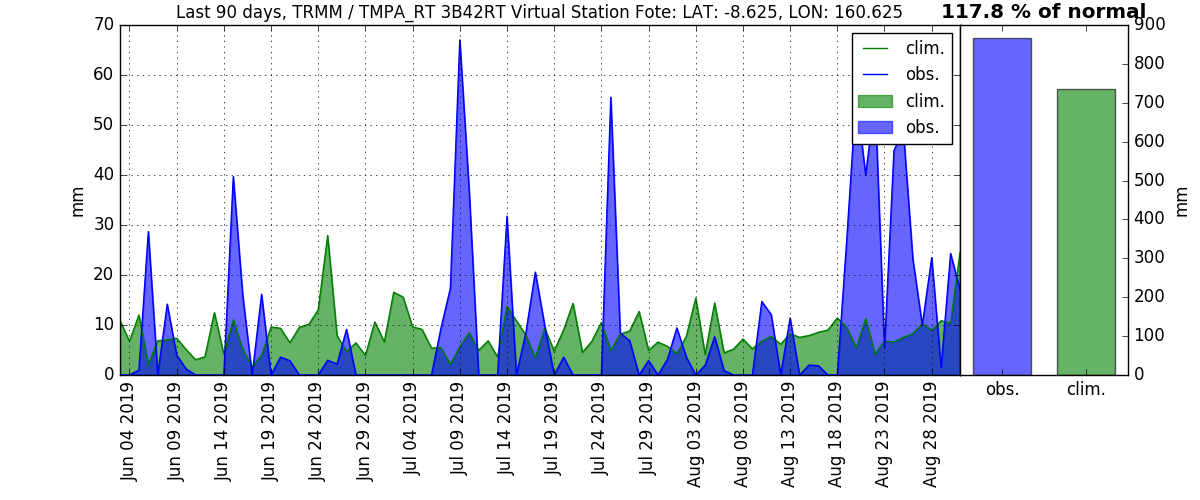 Last 90 days, TRMM / TMPA_RT 3B42RT Virtual Station Fote: LAT: -8.625, LON: 160.625
117.8 % of normal
70
60
50
40
30
20
10
0
mm
clim.
obs.
clim.
obs.
Jun 04 2019
Jun 09 2019
Jun 14 2019
Jun 19 2019
Jun 24 2019
Jun 29 2019
Jul 04 2019
Jul 09 2019
Jul 14 2019
Jul 19 2019
Jul 24 2019
Jul 29 2019
Aug 03 2019
Aug 08 2019
Aug 13 2019
Aug 18 2019
Aug 23 2019
Aug 28 2019
900
800
700
600
500
400
300
200
100
0
mm
obs.
clim.